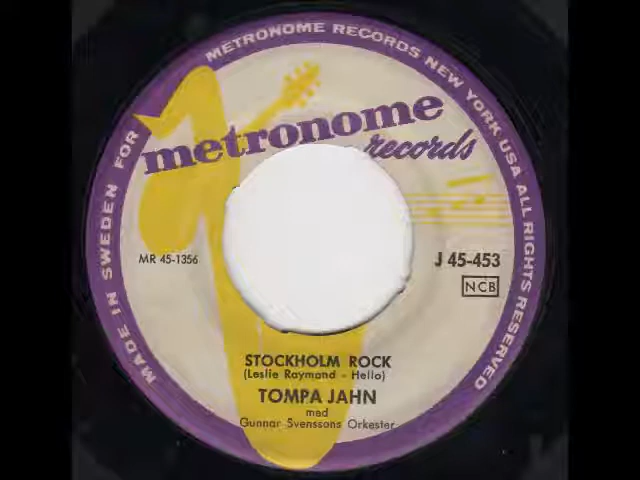 MADE IN SWEDEN FOR METRONOME RECORDS NEW YORK USA ALL RIGHTS RESERVED
metronome
records
MR 45-1356
J 45-453
NCB
STOCKHOLM ROCK
(Leslie Raymond - Hello)
TOMPA JAHN
med
Gunnar Svenssons Orkester